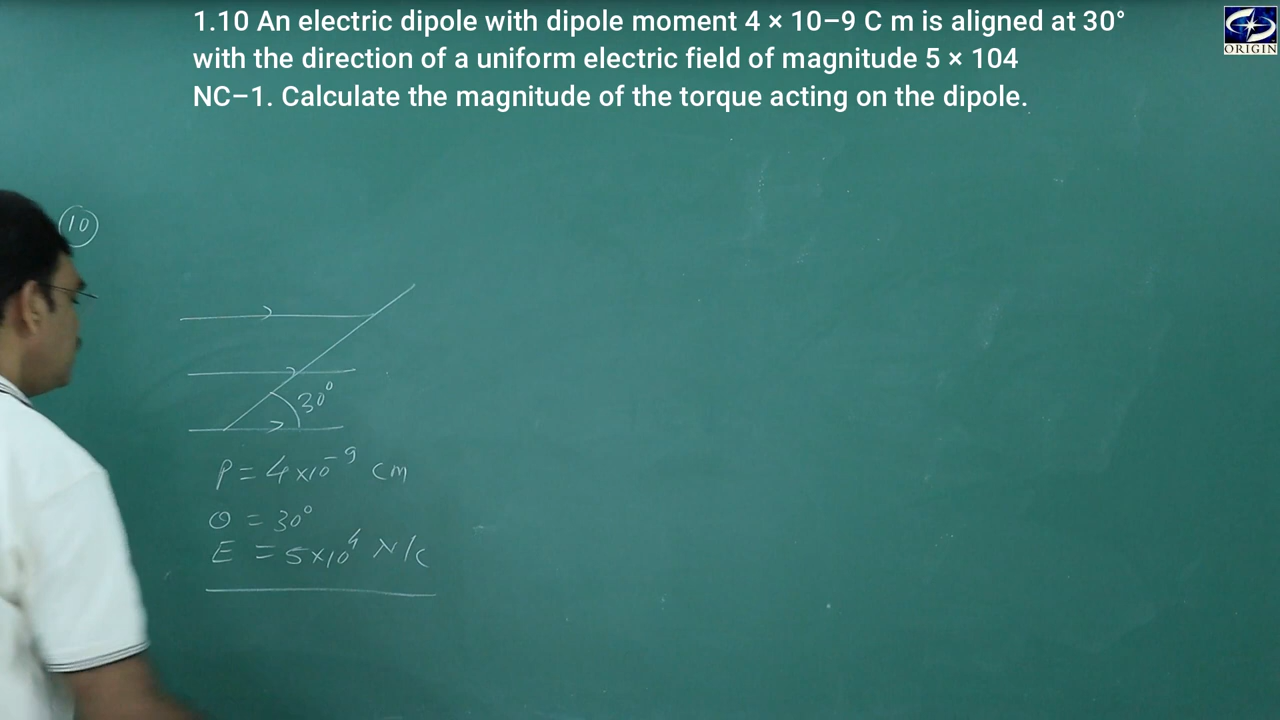 1.10 An electric dipole with dipole moment 4 × 10–9 C m is aligned at 30°
with the direction of a uniform electric field of magnitude 5 × 104
NC–1. Calculate the magnitude of the torque acting on the dipole.
ORIGIN
10
30°
P = 4×10⁻⁹ cm
θ = 30°
E = 5×10⁴ N/C